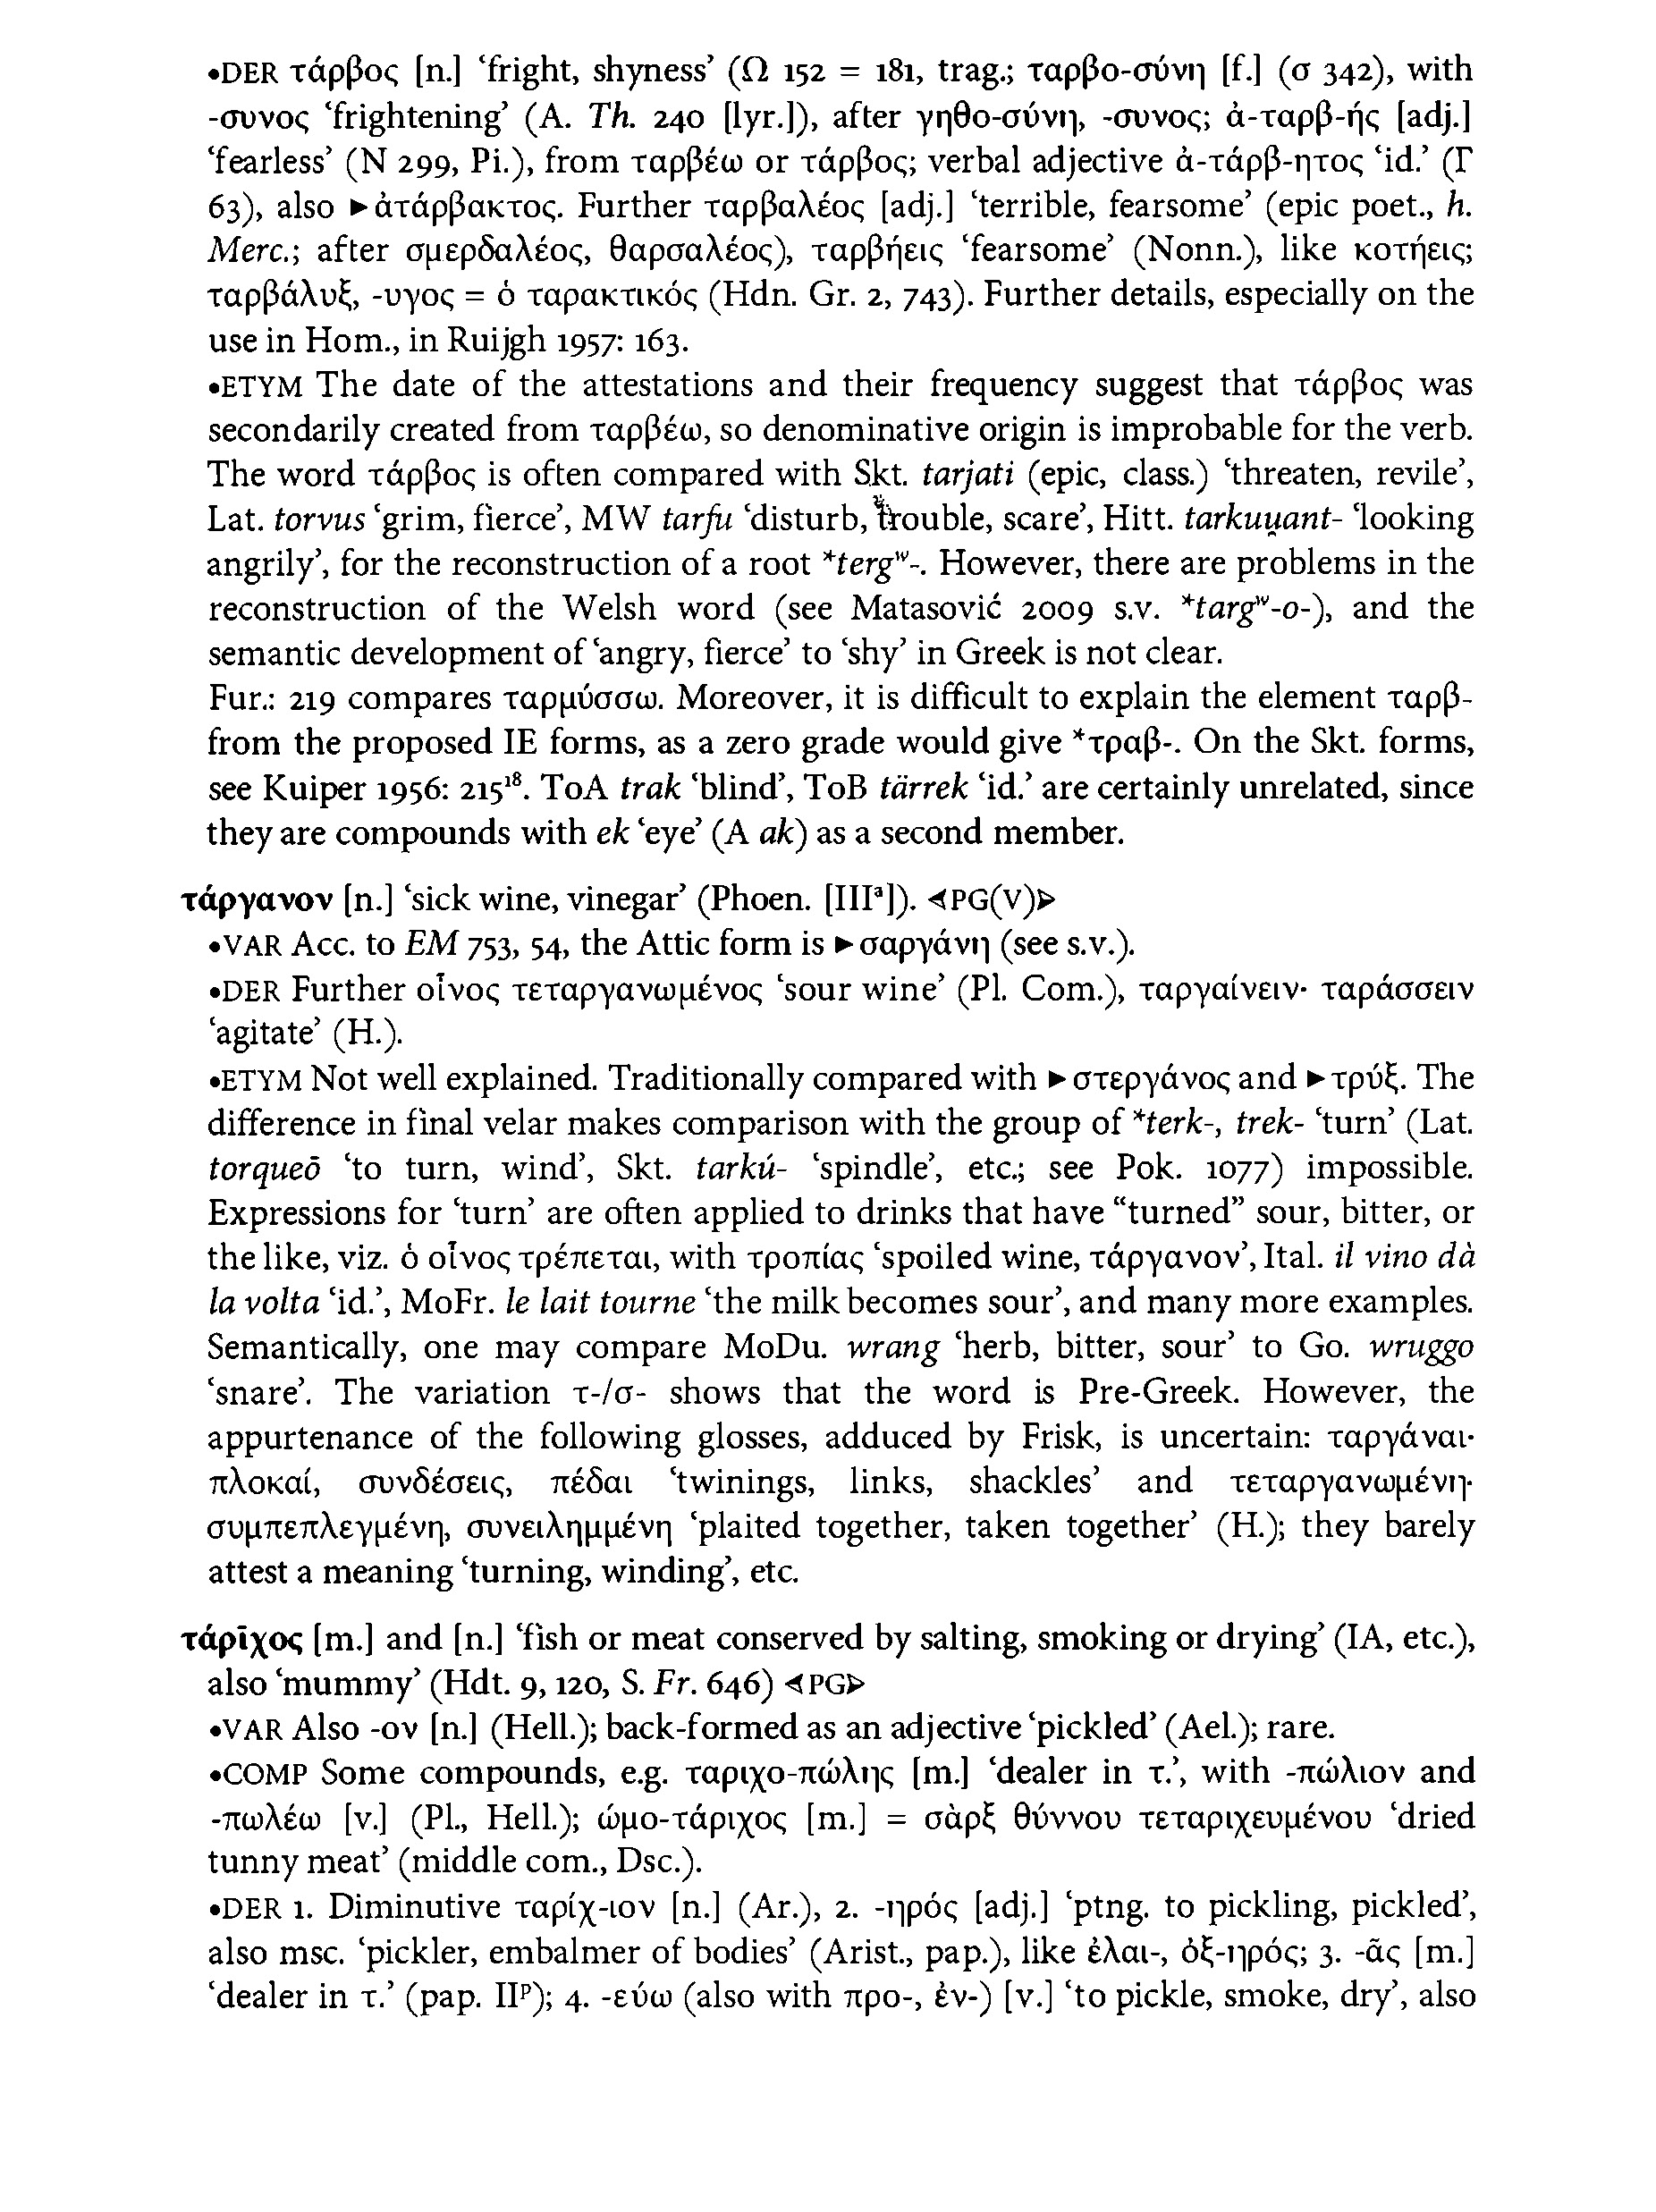 •DER τάρβος [n.] ‘fright, shyness’ (Ω 152 = 181, trag.; ταρβο-σύνη [f.] (σ 342), with
-συνος ‘frightening’ (A. Th. 240 [lyr.]), after γηθο-σύνη, -συνος; ἀ-ταρβ-ής [adj.]
‘fearless’ (N 299, Pi.), from ταρβέω or τάρβος; verbal adjective ἀ-τάρβ-ητος ‘id.’ (Γ
63), also ►ἀτάρβακτος. Further ταρβαλέος [adj.] ‘terrible, fearsome’ (epic poet., h.
Merc.; after σμερδαλέος, θαρσαλέος), ταρβήεις ‘fearsome’ (Nonn.), like κοτήεις;
ταρβάλυξ, -υγος = ὁ ταρακτικός (Hdn. Gr. 2, 743). Further details, especially on the
use in Hom., in Ruijgh 1957: 163.
•ETYM The date of the attestations and their frequency suggest that τάρβος was
secondarily created from ταρβέω, so denominative origin is improbable for the verb.
The word τάρβος is often compared with Skt. tarjati (epic, class.) ‘threaten, revile’,
Lat. torvus ‘grim, fierce’, MW tarfu ‘disturb, trouble, scare’, Hitt. tarkuu̯ant- ‘looking
angrily’, for the reconstruction of a root *tergʷ-. However, there are problems in the
reconstruction of the Welsh word (see Matasović 2009 s.v. *targʷ-o-), and the
semantic development of ‘angry, fierce’ to ‘shy’ in Greek is not clear.
Fur.: 219 compares ταρμύσσω. Moreover, it is difficult to explain the element ταρβ-
from the proposed IE forms, as a zero grade would give *τραβ-. On the Skt. forms,
see Kuiper 1956: 215¹⁸. ToA trak ‘blind’, ToB tärrek ‘id.’ are certainly unrelated, since
they are compounds with ek ‘eye’ (A ak) as a second member.
τάργανον [n.] ‘sick wine, vinegar’ (Phoen. [IIIᵃ]). ⊲PG(V)⊳
•VAR Acc. to EM 753, 54, the Attic form is ►σαργάνη (see s.v.).
•DER Further οἶνος τεταργανωμένος ‘sour wine’ (Pl. Com.), ταργαίνειν· ταράσσειν
‘agitate’ (H.).
•ETYM Not well explained. Traditionally compared with ►στεργάνος and ►τρύξ. The
difference in final velar makes comparison with the group of *terk-, trek- ‘turn’ (Lat.
torqueō ‘to turn, wind’, Skt. tarkú- ‘spindle’, etc.; see Pok. 1077) impossible.
Expressions for ‘turn’ are often applied to drinks that have “turned” sour, bitter, or
the like, viz. ὁ οἶνος τρέπεται, with τροπίας ‘spoiled wine, τάργανον’, Ital. il vino dà
la volta ‘id.’, MoFr. le lait tourne ‘the milk becomes sour’, and many more examples.
Semantically, one may compare MoDu. wrang ‘herb, bitter, sour’ to Go. wruggo
‘snare’. The variation τ-/σ- shows that the word is Pre-Greek. However, the
appurtenance of the following glosses, adduced by Frisk, is uncertain: ταργάναι·
πλοκαί, συνδέσεις, πέδαι ‘twinings, links, shackles’ and τεταργανωμένη·
συμπεπλεγμένη, συνειλημμένη ‘plaited together, taken together’ (H.); they barely
attest a meaning ‘turning, winding’, etc.
τάρῑχος [m.] and [n.] ‘fish or meat conserved by salting, smoking or drying’ (IA, etc.),
also ‘mummy’ (Hdt. 9, 120, S. Fr. 646) ⊲PG⊳
•VAR Also -ον [n.] (Hell.); back-formed as an adjective ‘pickled’ (Ael.); rare.
•COMP Some compounds, e.g. ταριχο-πώλης [m.] ‘dealer in τ.’, with -πώλιον and
-πωλέω [v.] (Pl., Hell.); ὠμο-τάριχος [m.] = σὰρξ θύννου τεταριχευμένου ‘dried
tunny meat’ (middle com., Dsc.).
•DER 1. Diminutive ταρίχ-ιον [n.] (Ar.), 2. -ηρός [adj.] ‘ptng. to pickling, pickled’,
also msc. ‘pickler, embalmer of bodies’ (Arist., pap.), like ἐλαι-, ὀξ-ηρός; 3. -ᾶς [m.]
‘dealer in τ.’ (pap. IIᵖ); 4. -εύω (also with προ-, ἐν-) [v.] ‘to pickle, smoke, dry’, also